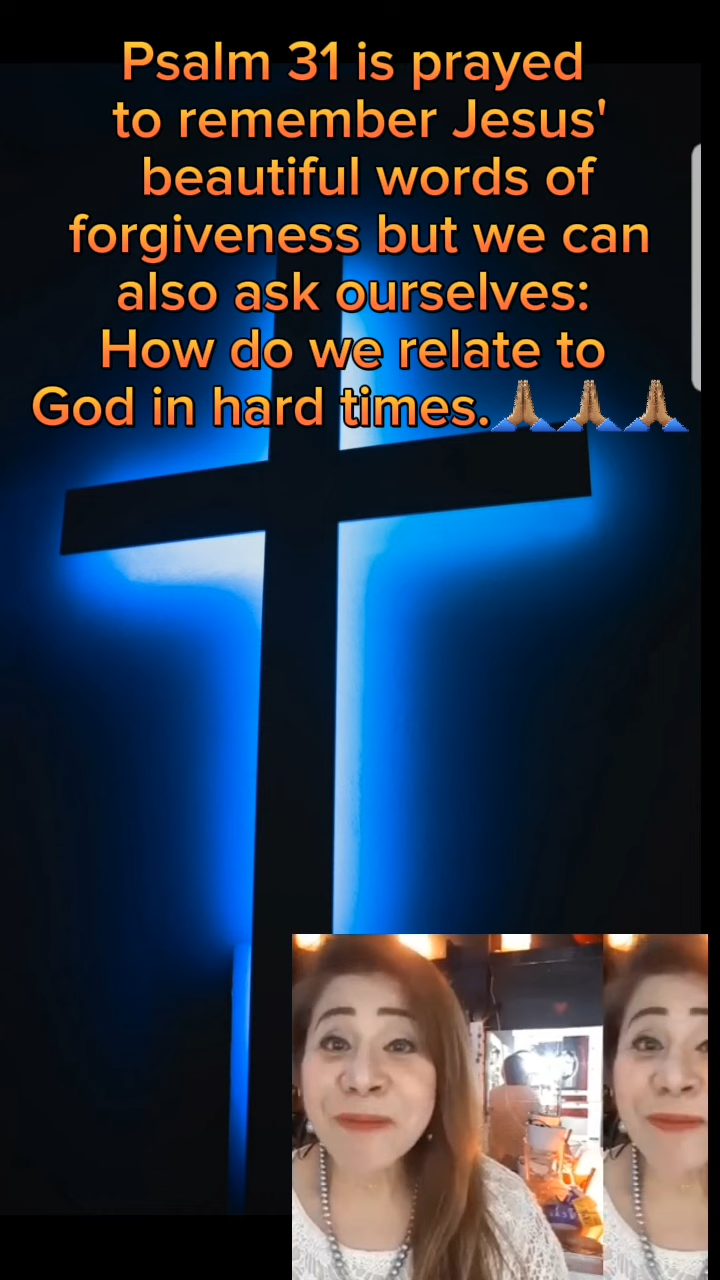 Psalm 31 is prayed
to remember Jesus'
beautiful words of
forgiveness but we can
also ask ourselves:
How do we relate to
God in hard times.🙏🏽🙏🏽🙏🏽